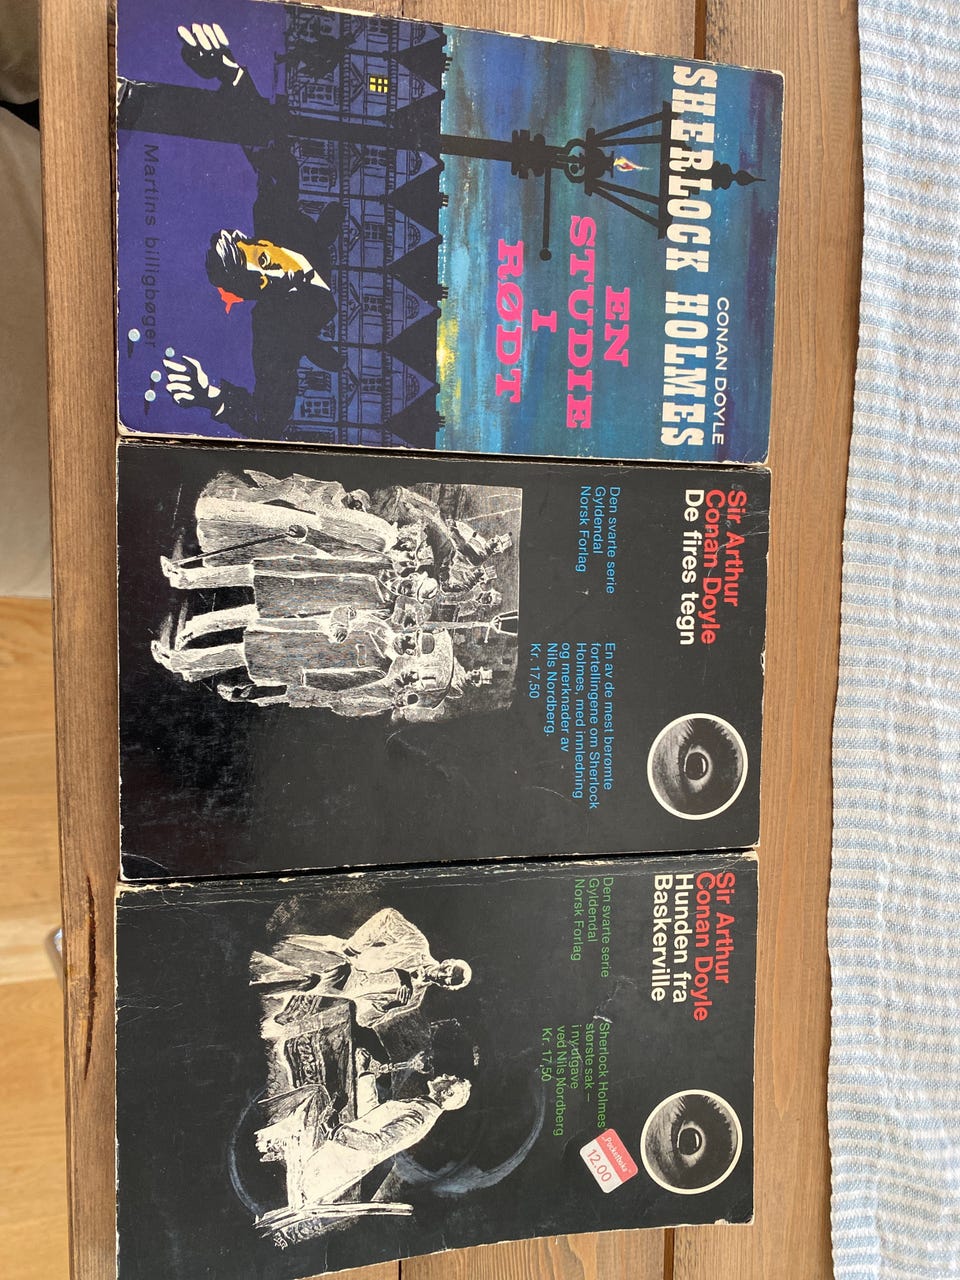 CONAN DOYLE
SHERLOCK HOLMES
EN
STUDIE
I
RØDT
Martins billigbøger
Sir Arthur
Conan Doyle
De fires tegn
Den svarte serie
Gyldendal
Norsk Forlag
En av de mest berømte
fortellingene om Sherlock
Holmes, med innledning
og merknader av
Nils Nordberg.
Kr. 17,50
Sir Arthur
Conan Doyle
Hunden fra
Baskerville
Den svarte serie
Gyldendal
Norsk Forlag
Sherlock Holmes'
største sak –
i ny utgave
ved Nils Nordberg
Kr. 17,50
"Pocketboks"
12.00